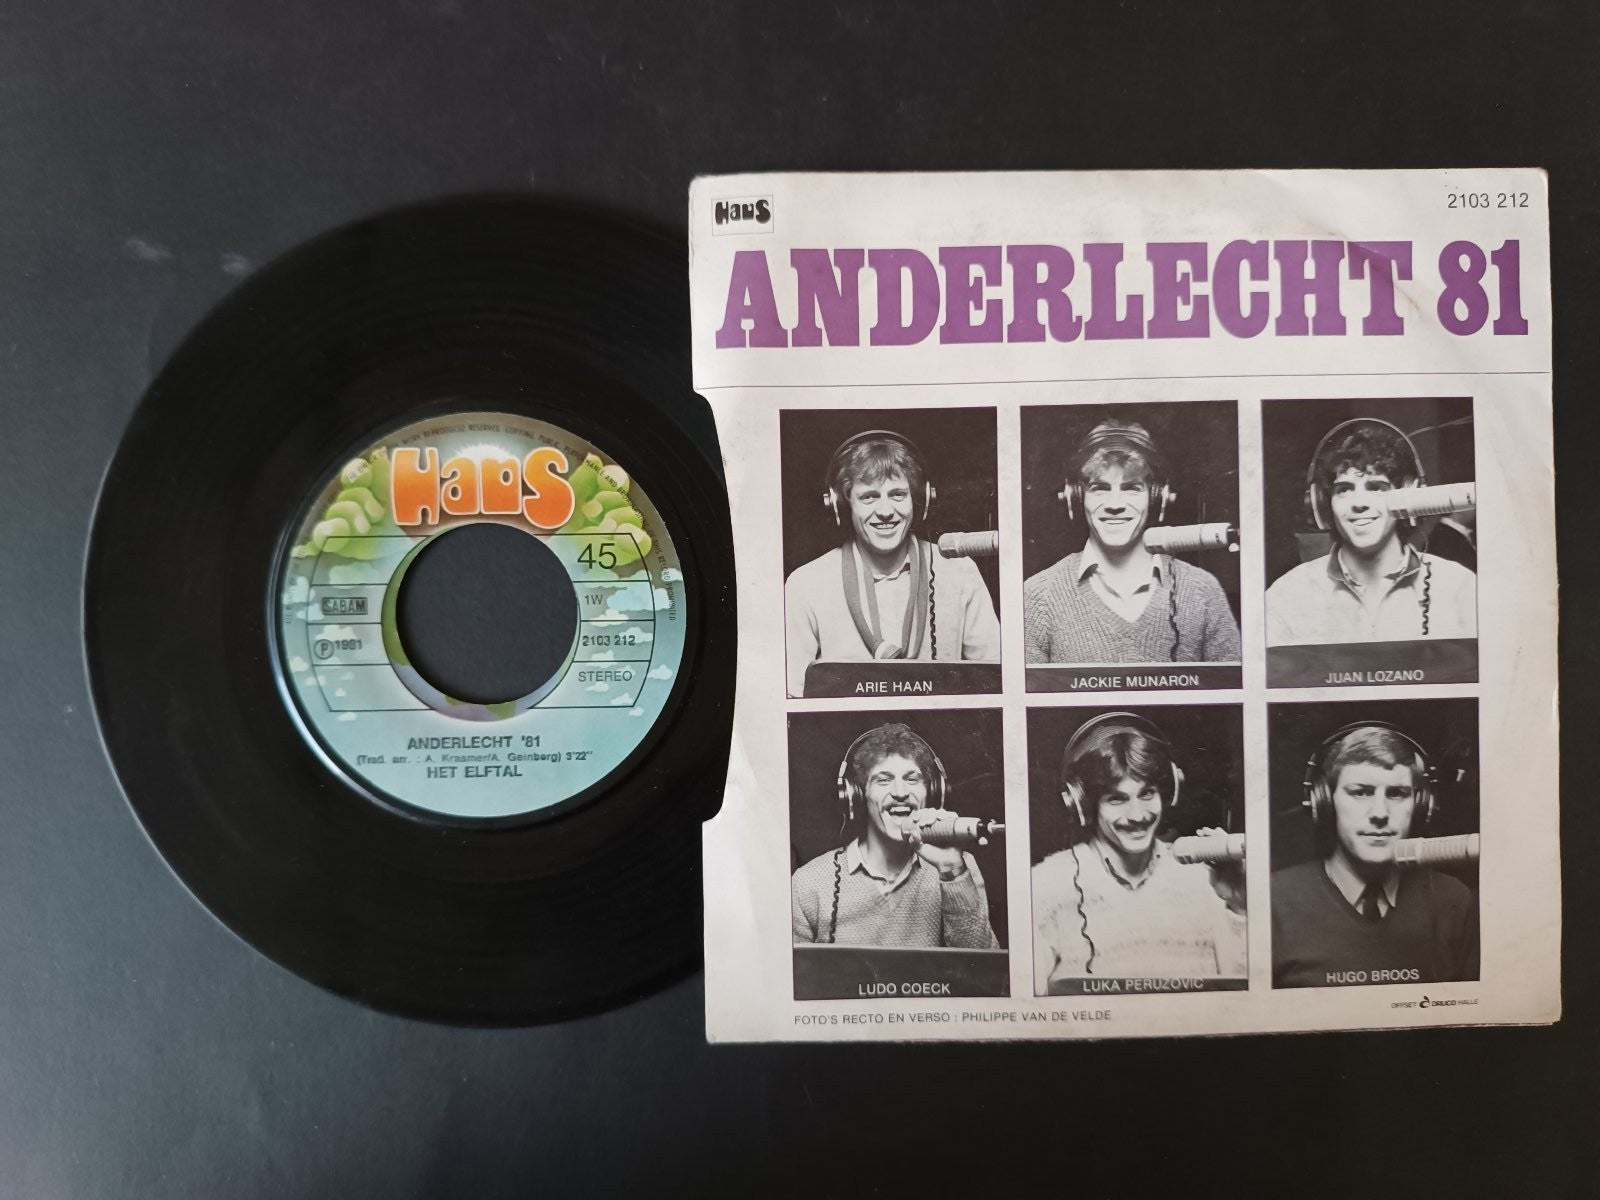 Haus
45
SABAM
1W
℗ 1981
2103 212
STEREO
ANDERLECHT '81
(Trad. arr. : A. Kraamer/A. Geinberg) 3'22"
HET ELFTAL
Haus
2103 212
ANDERLECHT 81
ARIE HAAN
JACKIE MUNARON
JUAN LOZANO
LUDO COECK
LUKA PERUZOVIC
HUGO BROOS
FOTO'S RECTO EN VERSO : PHILIPPE VAN DE VELDE
OFFSET DRUCO HALLE